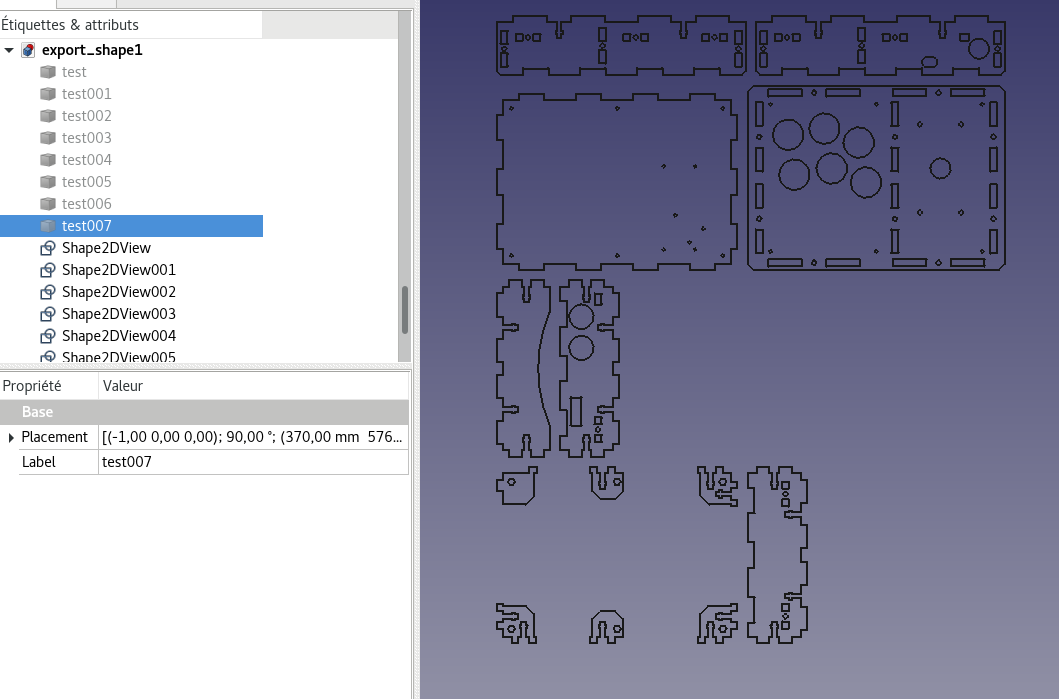 Étiquettes & attributs
export_shape1
test
test001
test002
test003
test004
test005
test006
test007
Shape2DView
Shape2DView001
Shape2DView002
Shape2DView003
Shape2DView004
Shape2DView005
Propriété Valeur
Base
Placement [(-1,00 0,00 0,00); 90,00 °; (370,00 mm 576...
Label test007